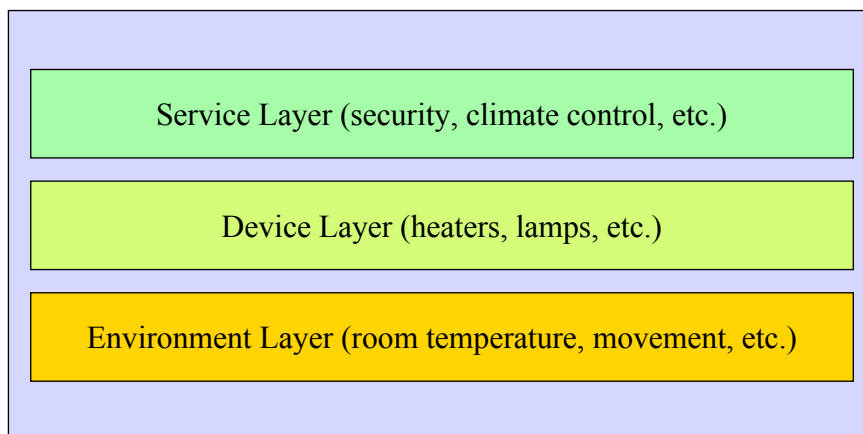 Service Layer (security, climate control, etc.)
Device Layer (heaters, lamps, etc.)
Environment Layer (room temperature, movement, etc.)